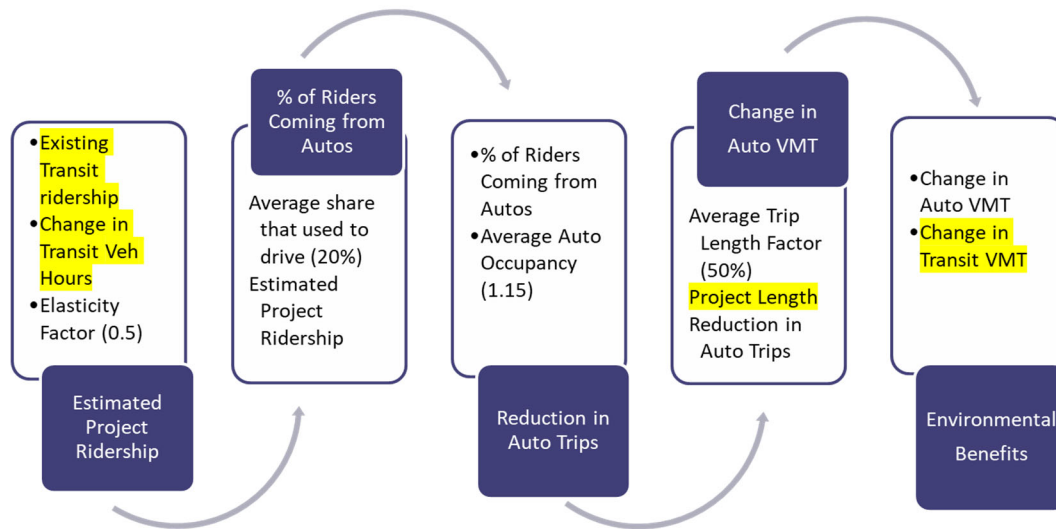 •Existing
Transit
ridership
•Change in
Transit Veh
Hours
•Elasticity
Factor (0.5)
Estimated
Project
Ridership
% of Riders
Coming from
Autos
Average share
that used to
drive (20%)
Estimated
Project
Ridership
•% of Riders
Coming from
Autos
•Average Auto
Occupancy
(1.15)
Reduction in
Auto Trips
Change in
Auto VMT
Average Trip
Length Factor
(50%)
Project Length
Reduction in
Auto Trips
•Change in
Auto VMT
•Change in
Transit VMT
Environmental
Benefits